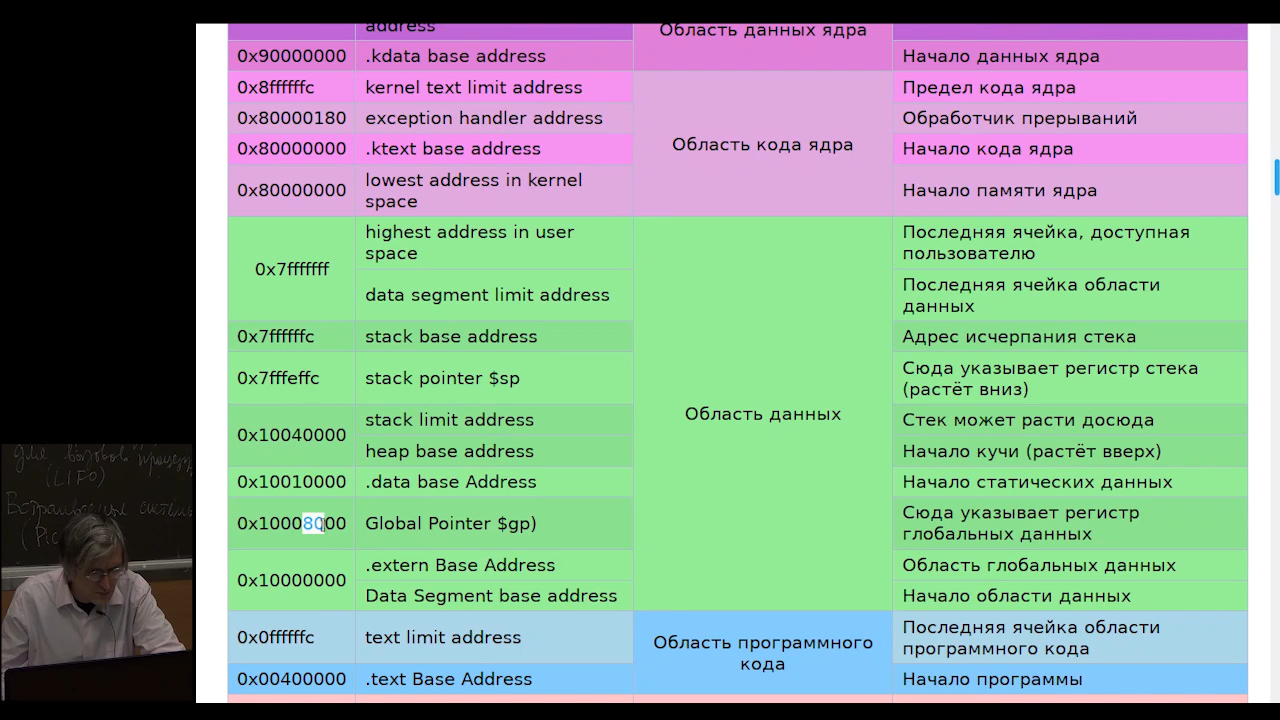 address
Область данных ядра
0x90000000 .kdata base address Начало данных ядра
0x8ffffffc kernel text limit address Предел кода ядра
0x80000180 exception handler address Обработчик прерываний
Область кода ядра
0x80000000 .ktext base address Начало кода ядра
0x80000000 lowest address in kernel
space
Начало памяти ядра
0x7fffffff
highest address in user
space
Последняя ячейка, доступная
пользователю
data segment limit address
Последняя ячейка области
данных
0x7ffffffc stack base address Адрес исчерпания стека
0x7fffeffc stack pointer $sp
Сюда указывает регистр стека
(растёт вниз)
Область данных
0x10040000
stack limit address Стек может расти досюда
heap base address Начало кучи (растёт вверх)
0x10010000 .data base Address Начало статических данных
0x10008000 Global Pointer $gp)
Сюда указывает регистр
глобальных данных
0x10000000
.extern Base Address Область глобальных данных
Data Segment base address Начало области данных
0x0ffffffc text limit address
Последняя ячейка области
программного кода
Область программного
кода
0x00400000 .text Base Address Начало программы
для вызовов
(LIFO)